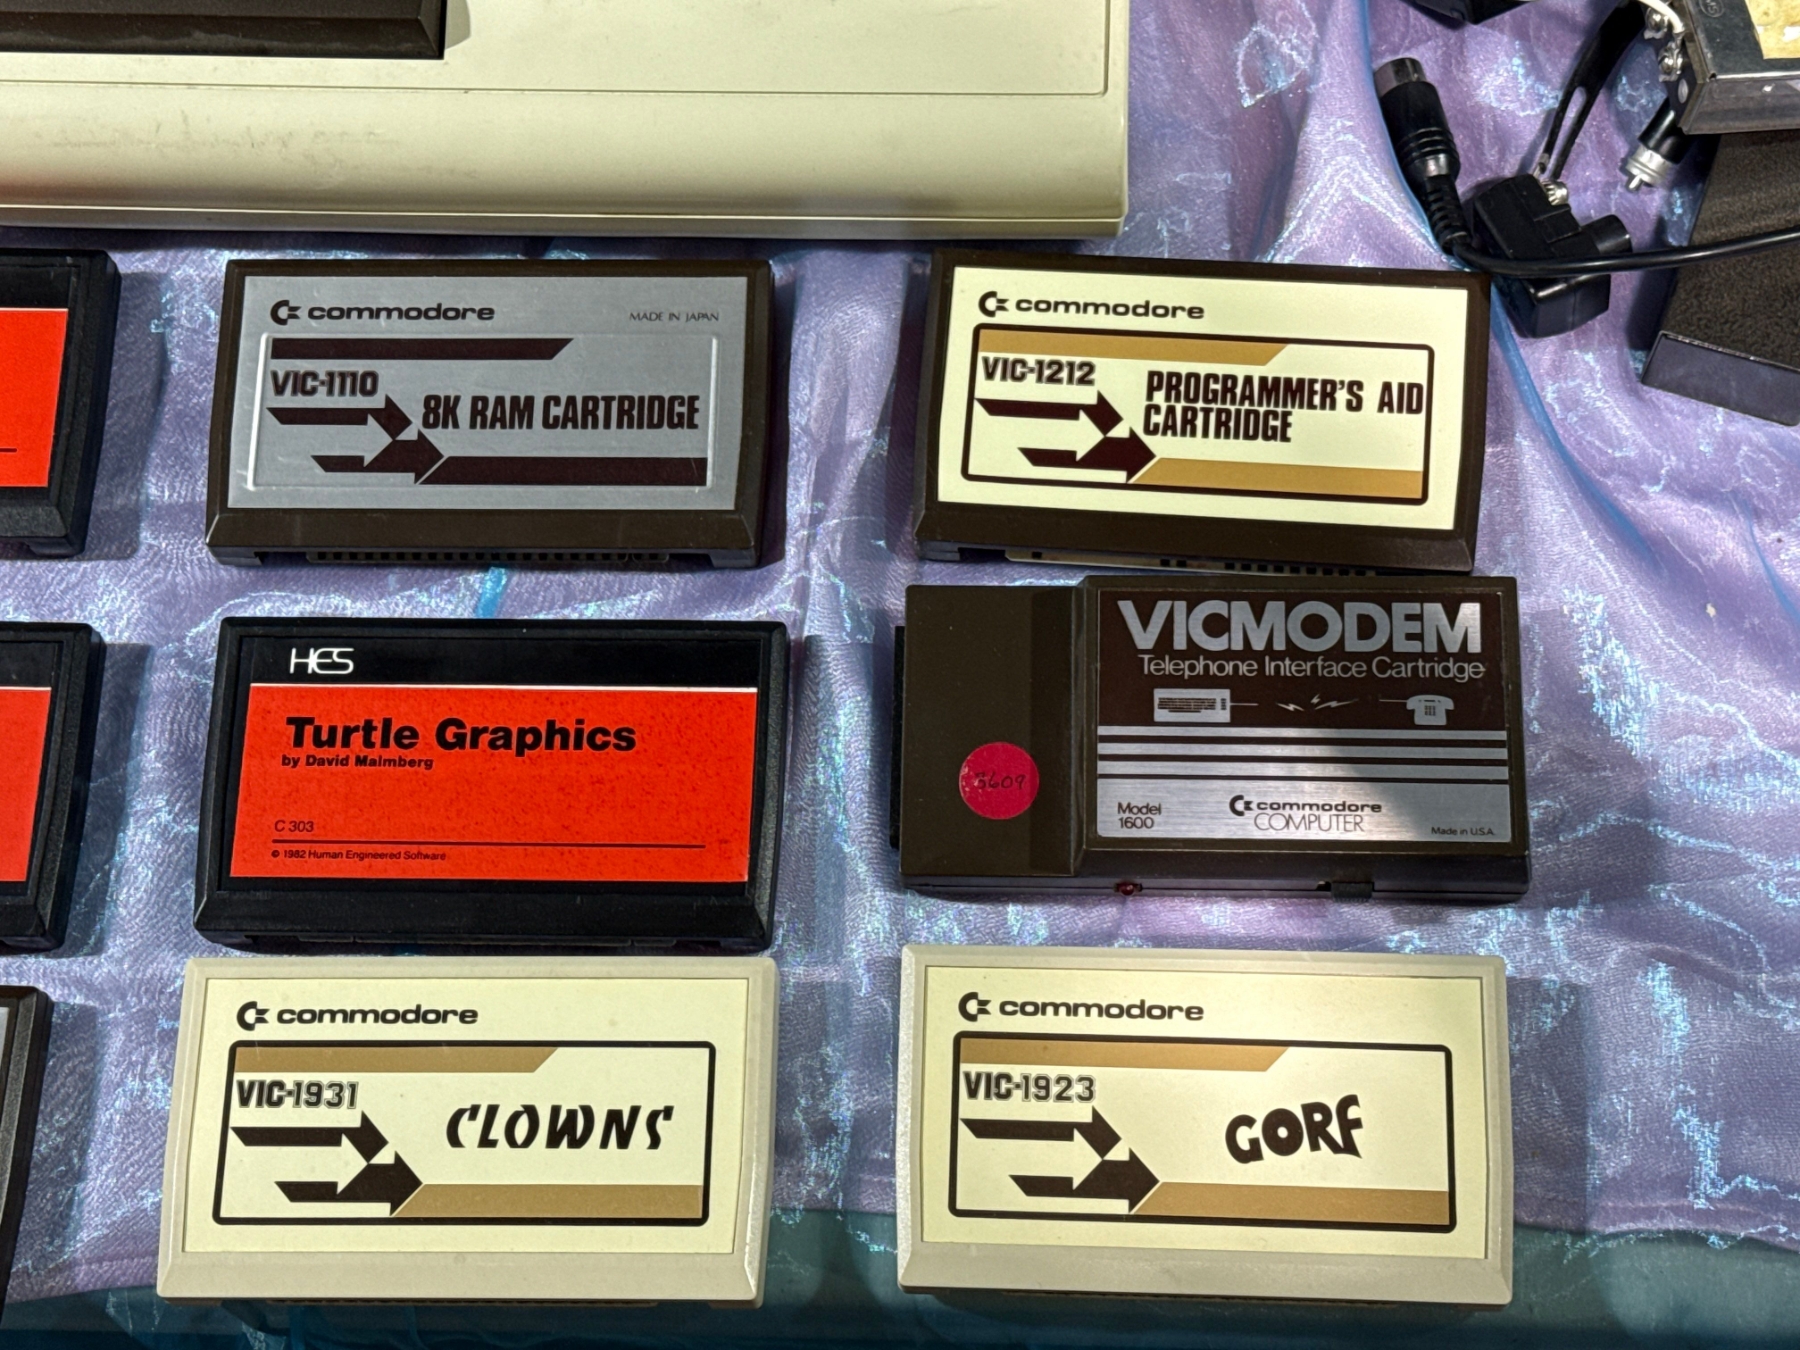 commodore
MADE IN JAPAN
VIC-1110
8K RAM CARTRIDGE
commodore
VIC-1212
PROGRAMMER'S AID
CARTRIDGE
HES
Turtle Graphics
by David Malmberg
C 303
© 1982 Human Engineered Software
VICMODEM
Telephone Interface Cartridge
3609
Model
1600
commodore
COMPUTER
Made in U.S.A.
commodore
VIC-1931
CLOWNS
commodore
VIC-1923
GORF